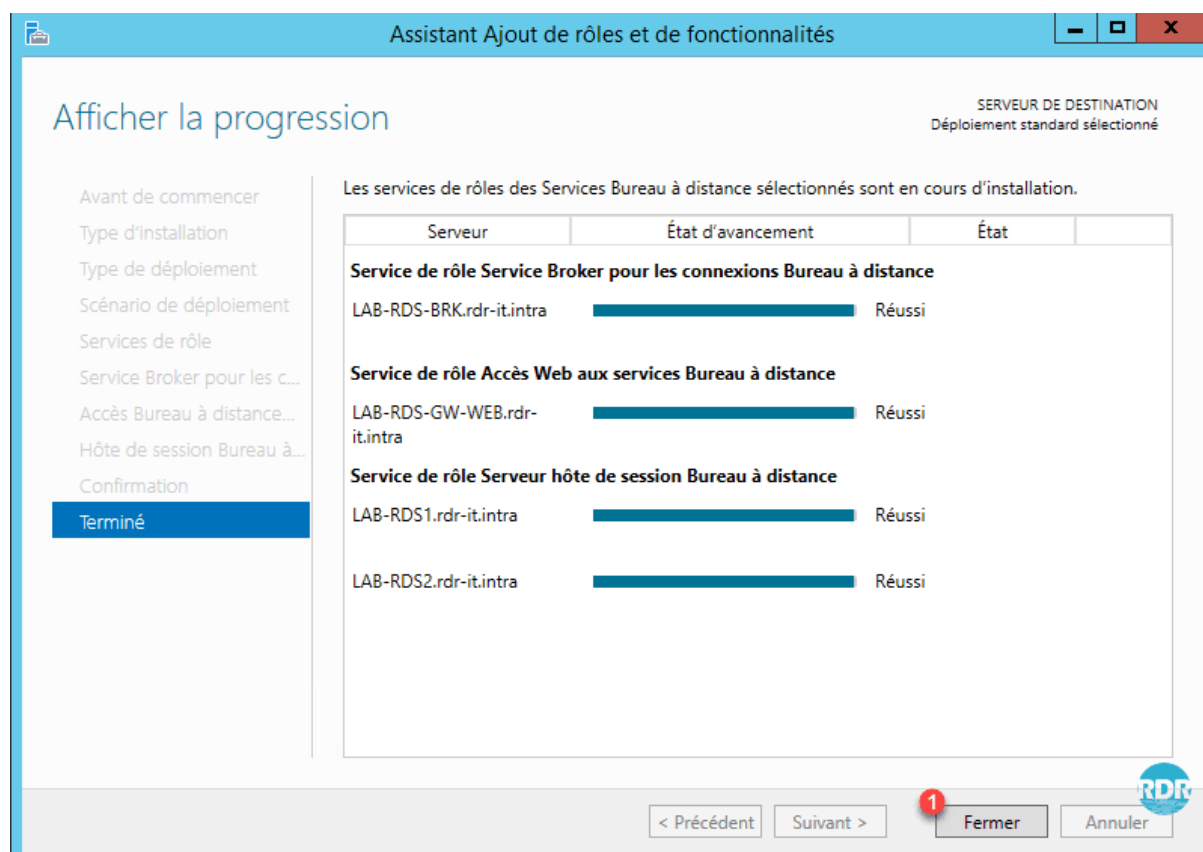 Assistant Ajout de rôles et de fonctionnalités
x
Afficher la progression
SERVEUR DE DESTINATION
Déploiement standard sélectionné
Avant de commencer
Type d'installation
Type de déploiement
Scénario de déploiement
Services de rôle
Service Broker pour les c...
Accès Bureau à distance...
Hôte de session Bureau à...
Confirmation
Terminé
Les services de rôles des Services Bureau à distance sélectionnés sont en cours d'installation.
Serveur État d'avancement État
Service de rôle Service Broker pour les connexions Bureau à distance
LAB-RDS-BRK.rdr-it.intra Réussi
Service de rôle Accès Web aux services Bureau à distance
LAB-RDS-GW-WEB.rdr- Réussi
it.intra
Service de rôle Serveur hôte de session Bureau à distance
LAB-RDS1.rdr-it.intra Réussi
LAB-RDS2.rdr-it.intra Réussi
RDR
1
< Précédent Suivant > Fermer Annuler